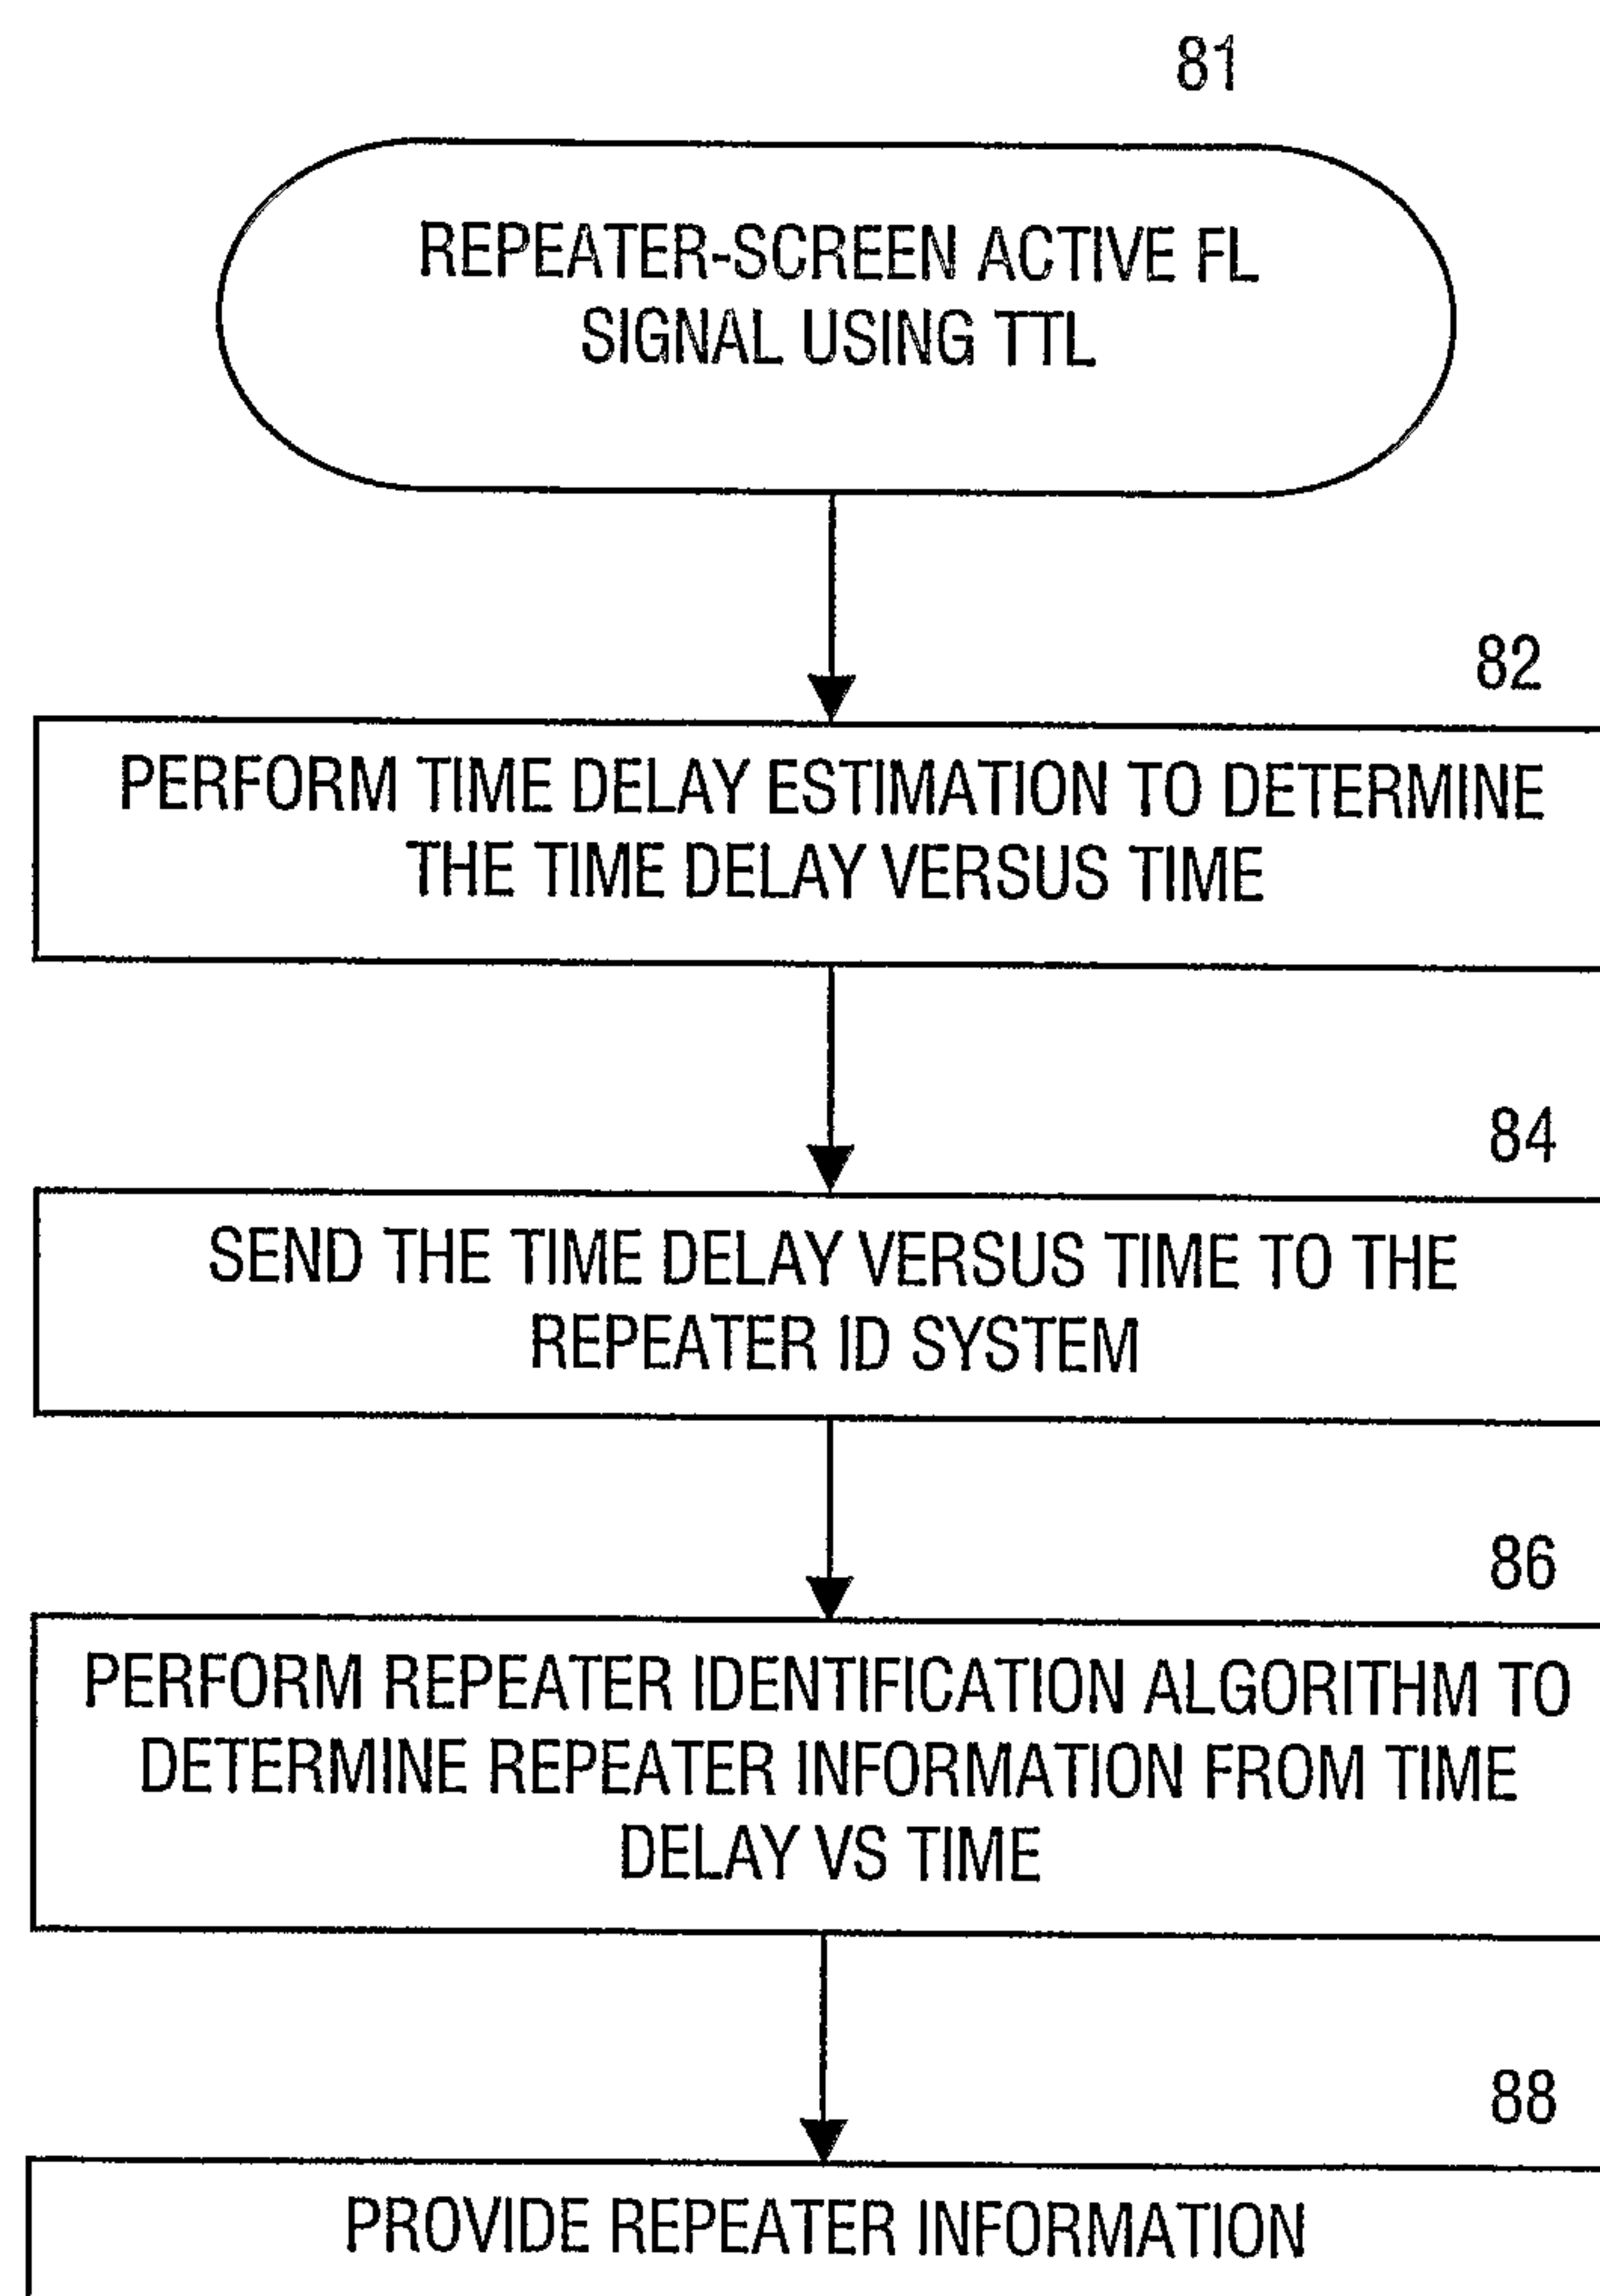 81
REPEATER-SCREEN ACTIVE FL
SIGNAL USING TTL
82
PERFORM TIME DELAY ESTIMATION TO DETERMINE
THE TIME DELAY VERSUS TIME
84
SEND THE TIME DELAY VERSUS TIME TO THE
REPEATER ID SYSTEM
86
PERFORM REPEATER IDENTIFICATION ALGORITHM TO
DETERMINE REPEATER INFORMATION FROM TIME
DELAY VS TIME
88
PROVIDE REPEATER INFORMATION